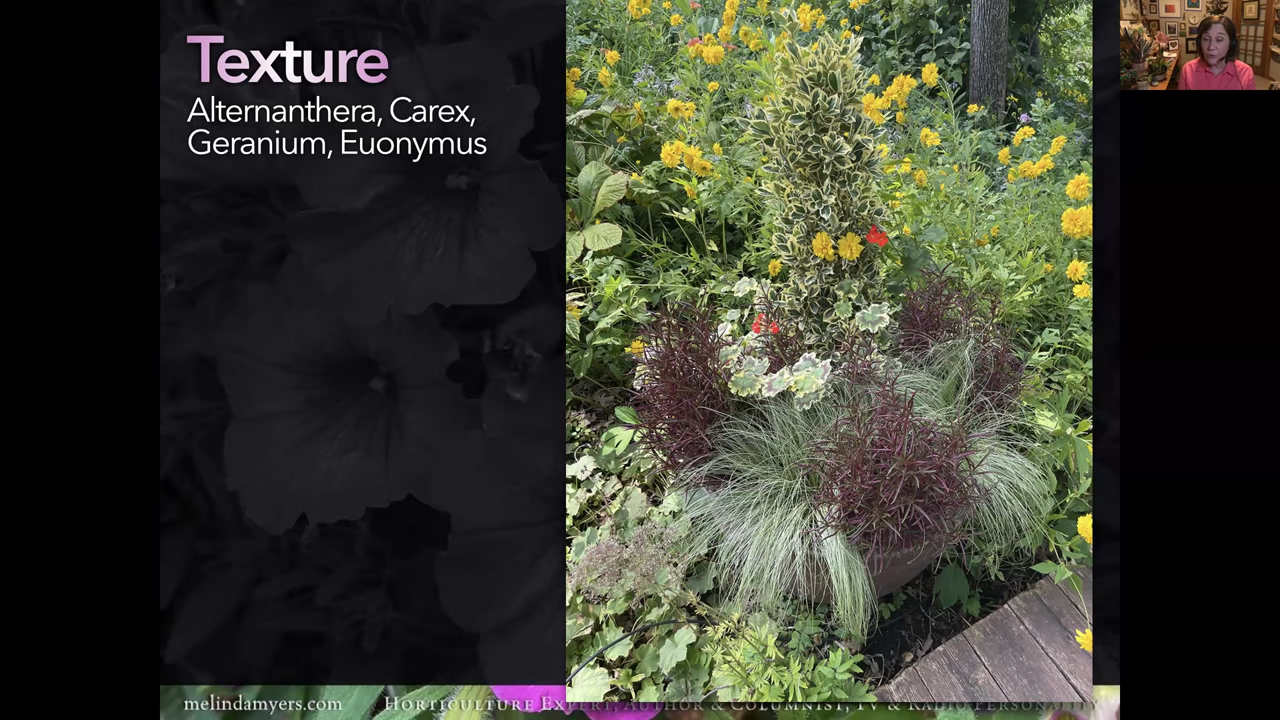 Texture
Alternanthera, Carex,
Geranium, Euonymus
melindamyers.com
Horticulture Expert, Author & Columnist, TV & Radio Personality